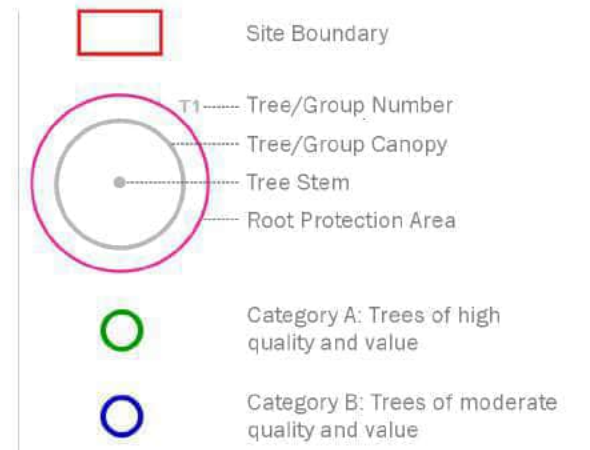 Site Boundary
T1 Tree/Group Number
Tree/Group Canopy
Tree Stem
Root Protection Area
Category A: Trees of high
quality and value
Category B: Trees of moderate
quality and value